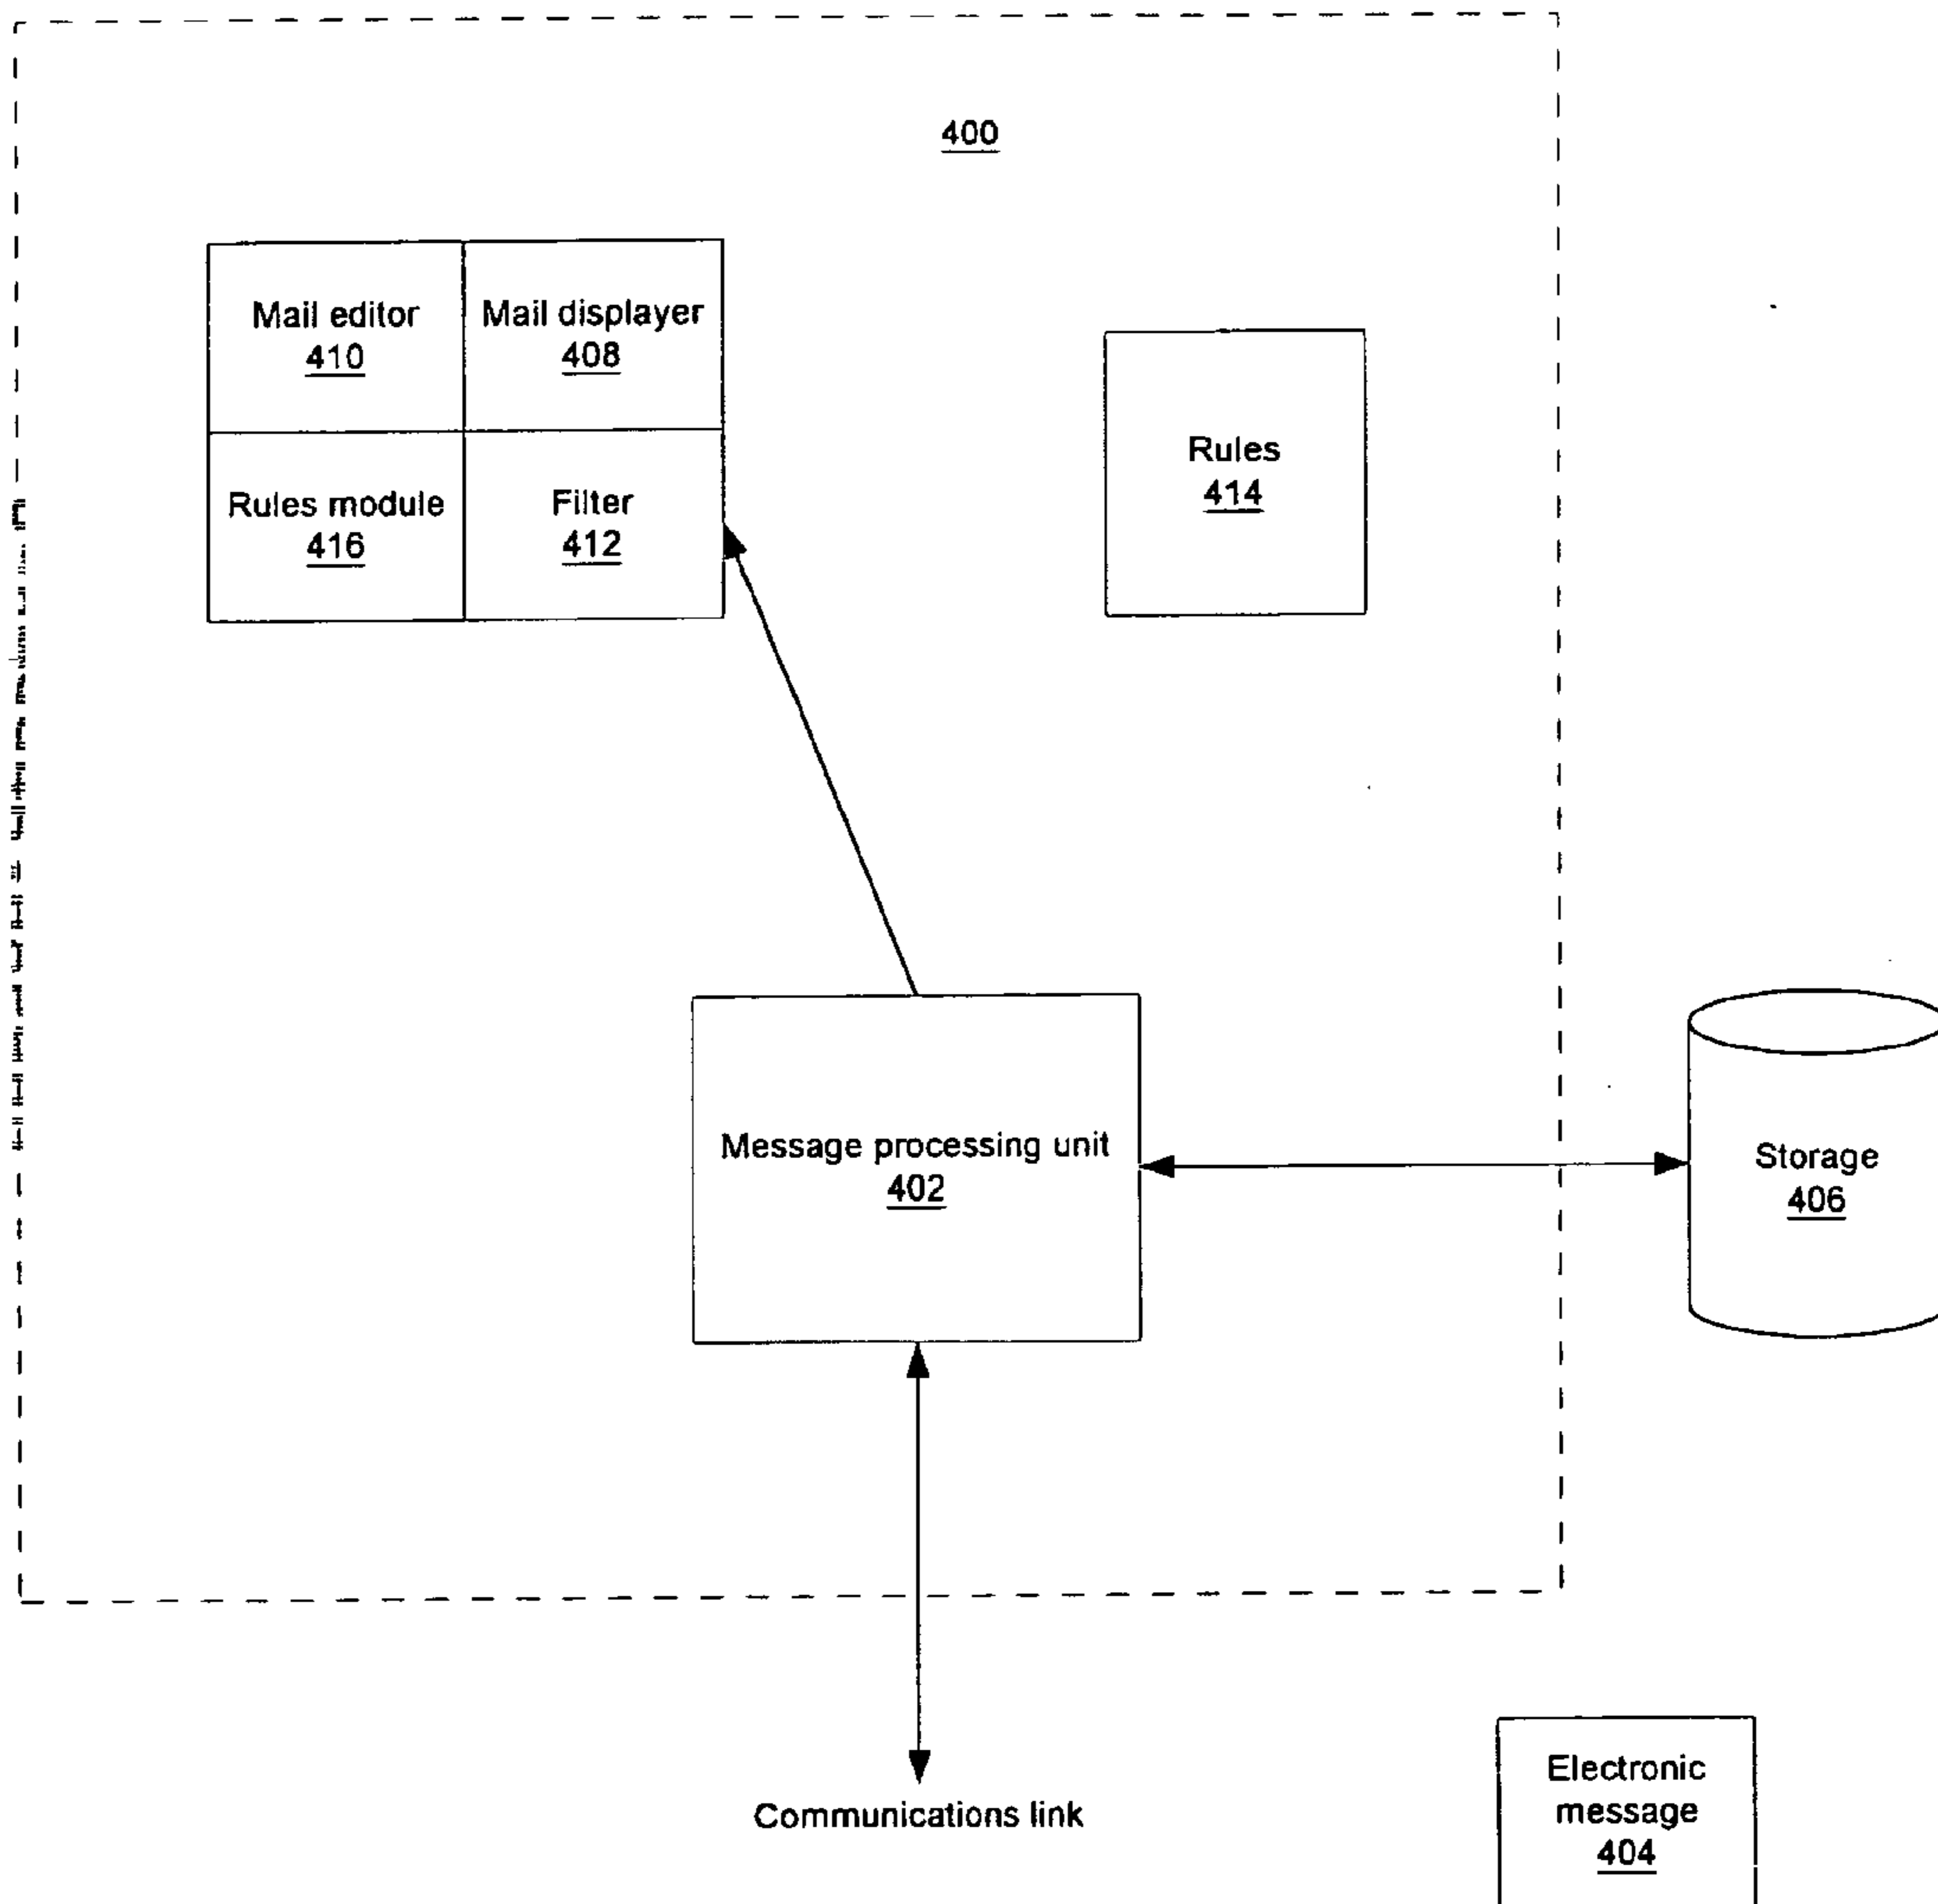 400
Mail editor
410
Mail displayer
408
Rules module
416
Filter
412
Rules
414
Message processing unit
402
Storage
406
Communications link
Electronic
message
404